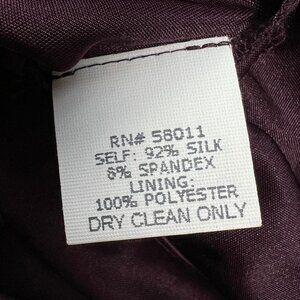 RN# 58011
SELF: 92% SILK
8% SPANDEX
LINING:
100% POLYESTER
DRY CLEAN ONLY